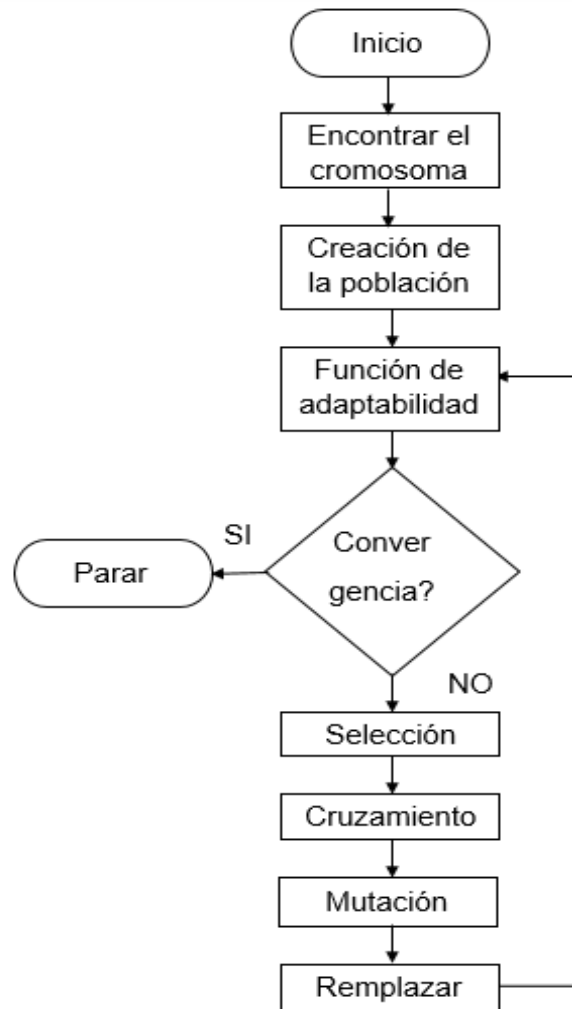 Inicio
Encontrar el
cromosoma
Creación de
la población
Función de
adaptabilidad
SI
Conver
gencia?
Parar
NO
Selección
Cruzamiento
Mutación
Remplazar